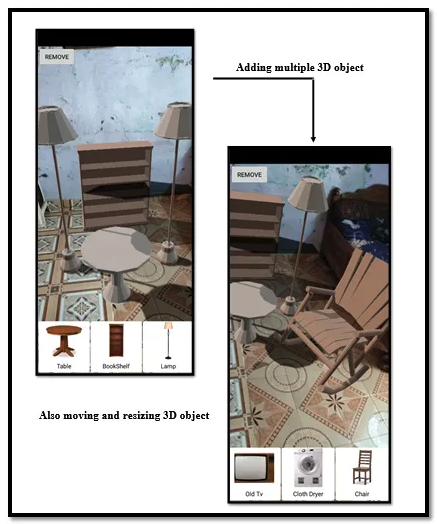 Adding multiple 3D object
REMOVE
Table
BookShelf
Lamp
REMOVE
Old Tv
Cloth Dryer
Chair
Also moving and resizing 3D object